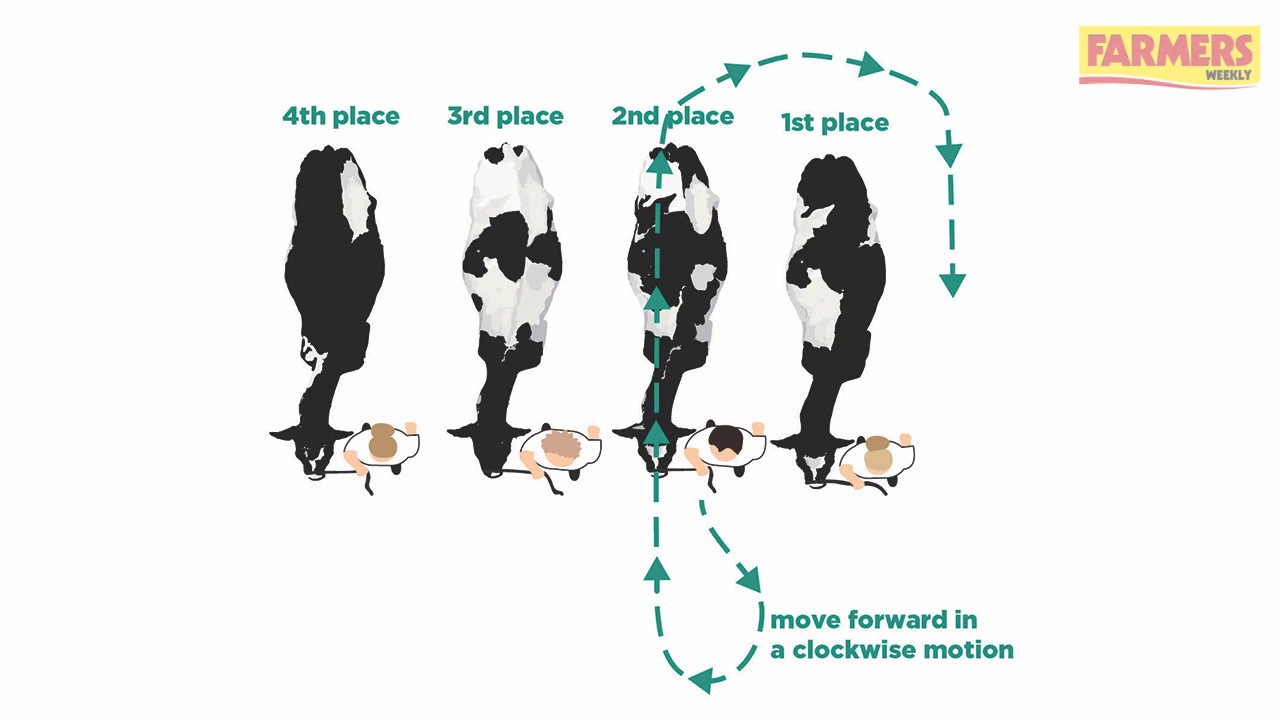 FARMERS
WEEKLY
4th place
3rd place
2nd place
1st place
move forward in
a clockwise motion